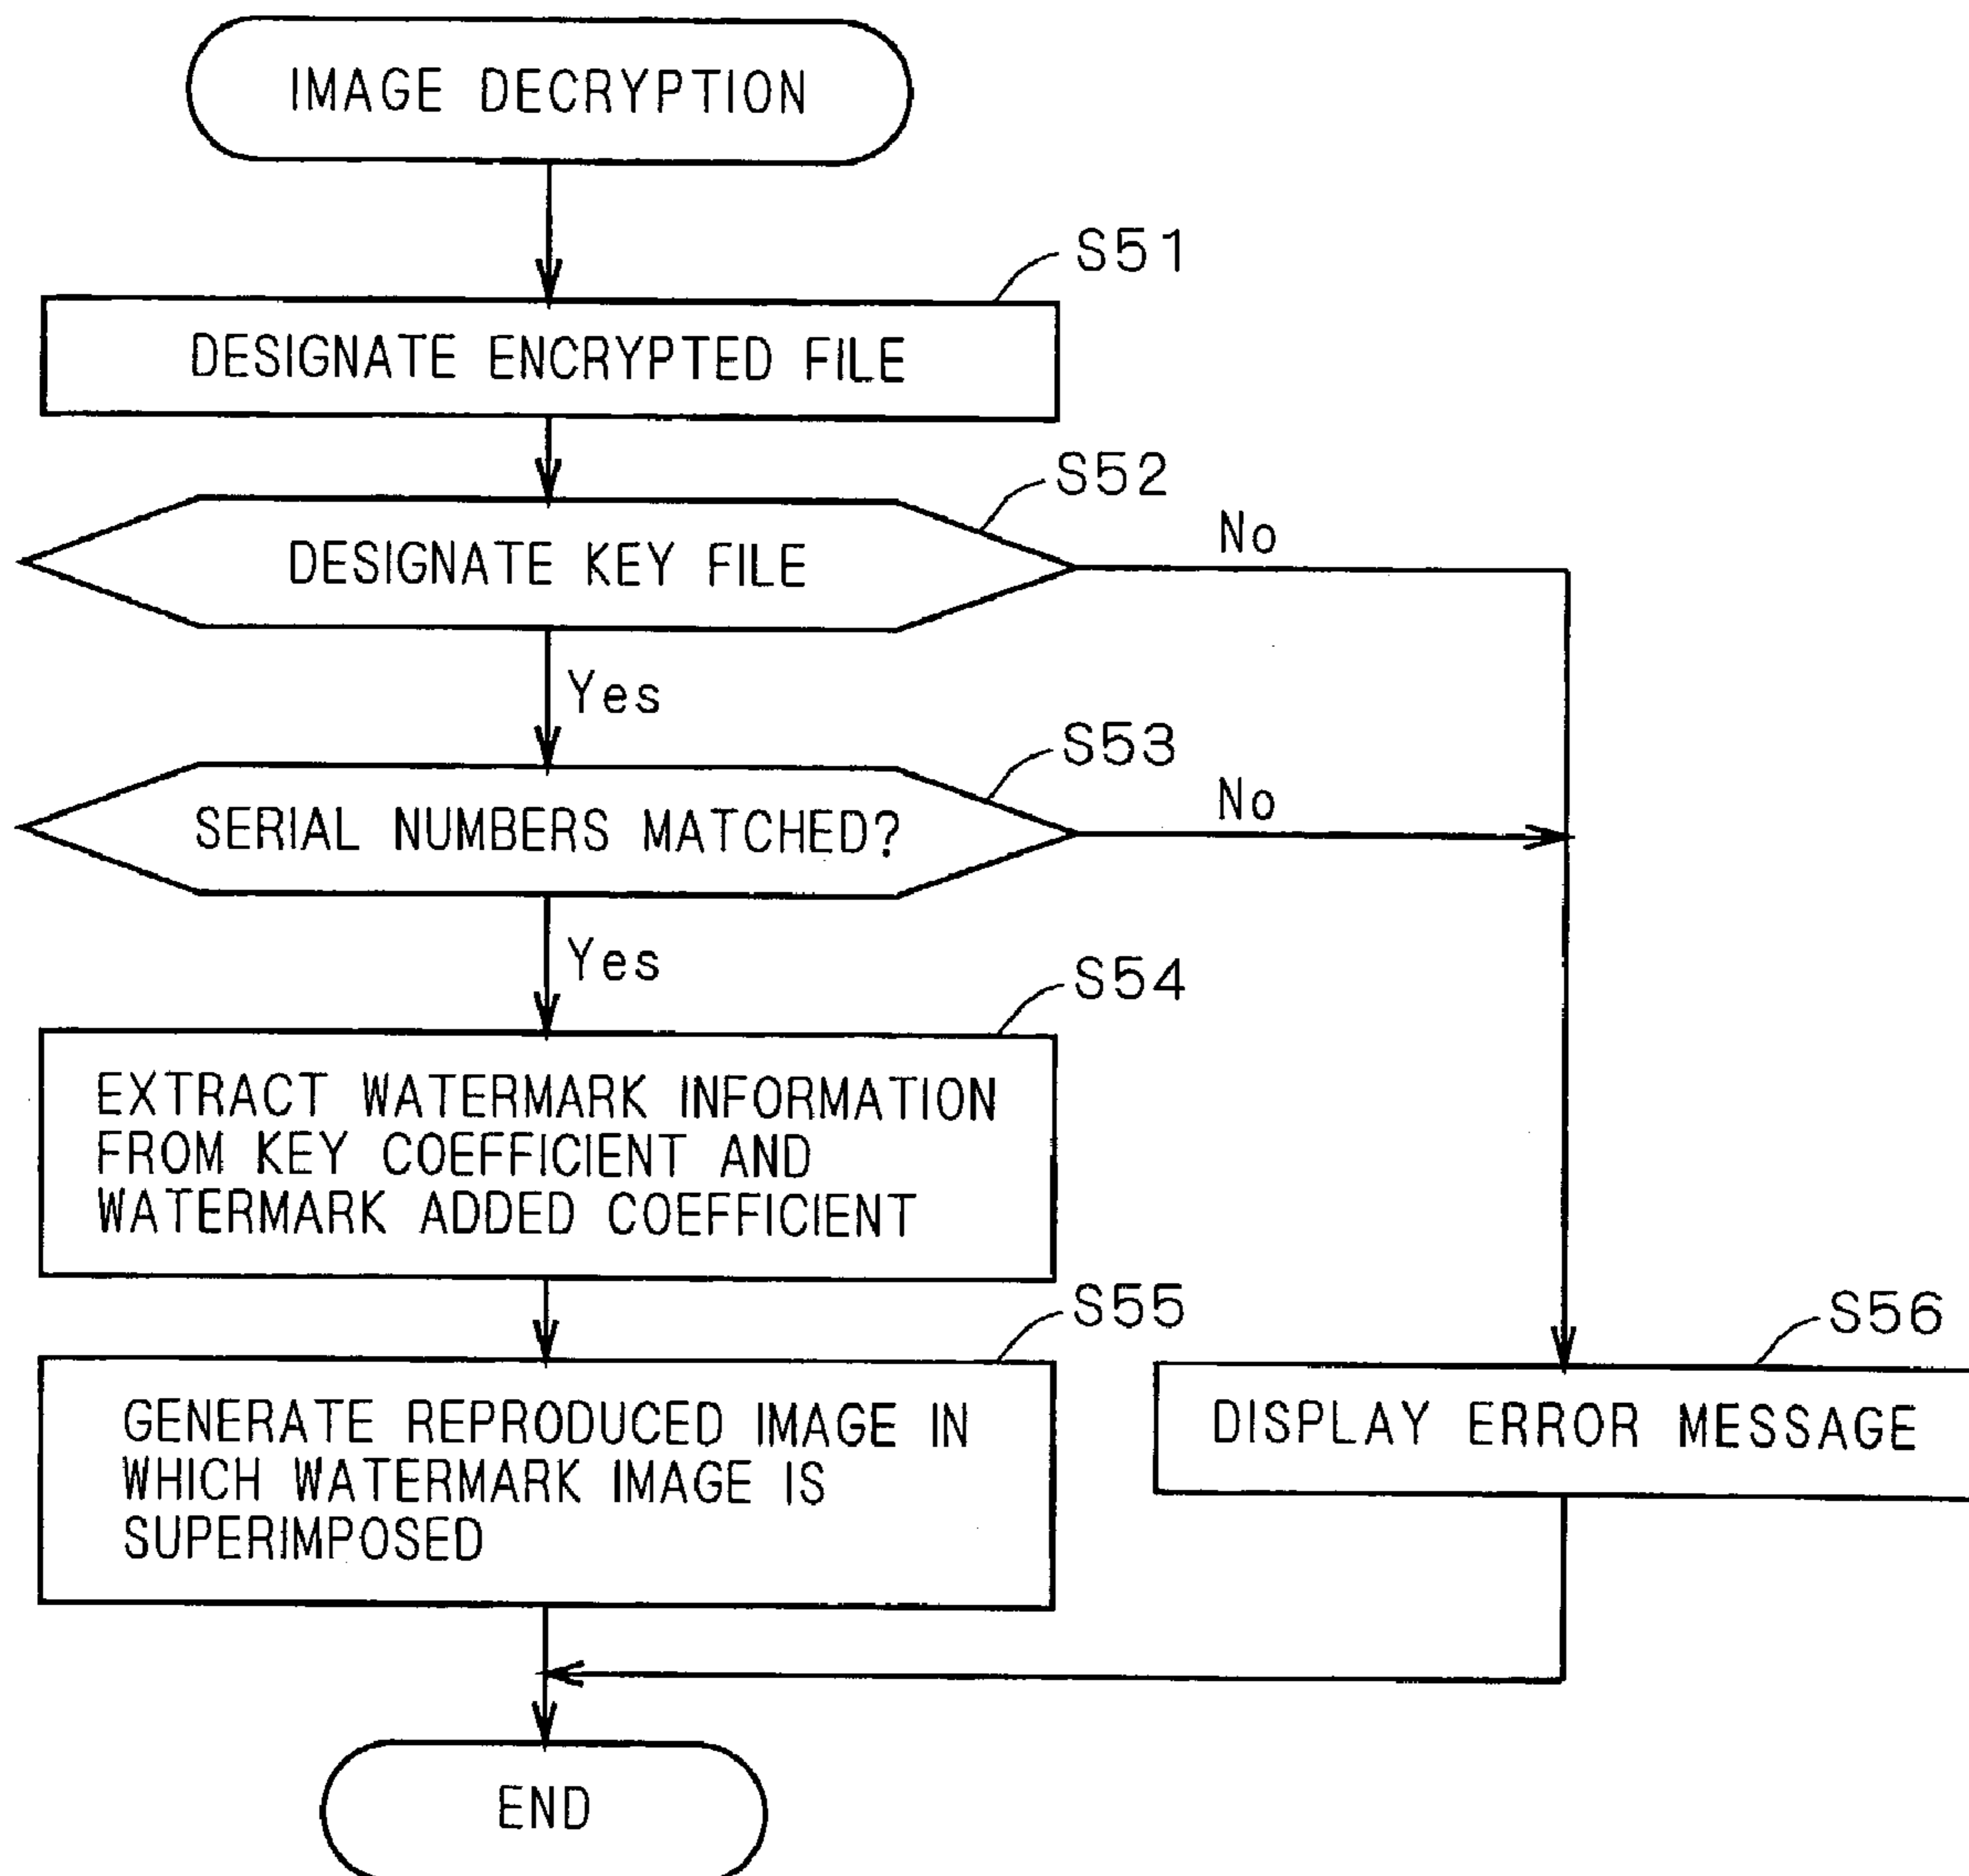 IMAGE DECRYPTION
S51
DESIGNATE ENCRYPTED FILE
S52
DESIGNATE KEY FILE
No
Yes
S53
SERIAL NUMBERS MATCHED?
No
Yes
S54
EXTRACT WATERMARK INFORMATION
FROM KEY COEFFICIENT AND
WATERMARK ADDED COEFFICIENT
S55
GENERATE REPRODUCED IMAGE IN
WHICH WATERMARK IMAGE IS
SUPERIMPOSED
S56
DISPLAY ERROR MESSAGE
END